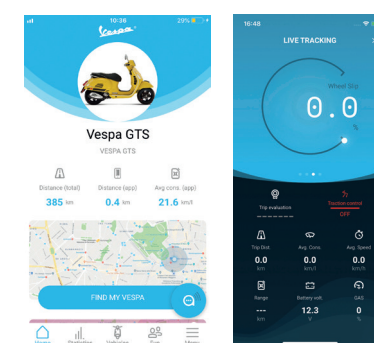 10:36
29%
Vespa
Vespa GTS
VESPA GTS
Distance (total)
Distance (app)
Avg cons. (app)
385 km
0.4 km
21.6 km/l
FIND MY VESPA
Home
Menu
16:48
LIVE TRACKING
Wheel Slip
0.0
%
Trip evaluation
Traction control
-------
OFF
Trip Dist.
Avg. Cons.
Avg. Speed
0.0
0.0
0.0
km
km/l
km/h
Range
Battery volt.
GAS
---
12.3
0
km
V
%